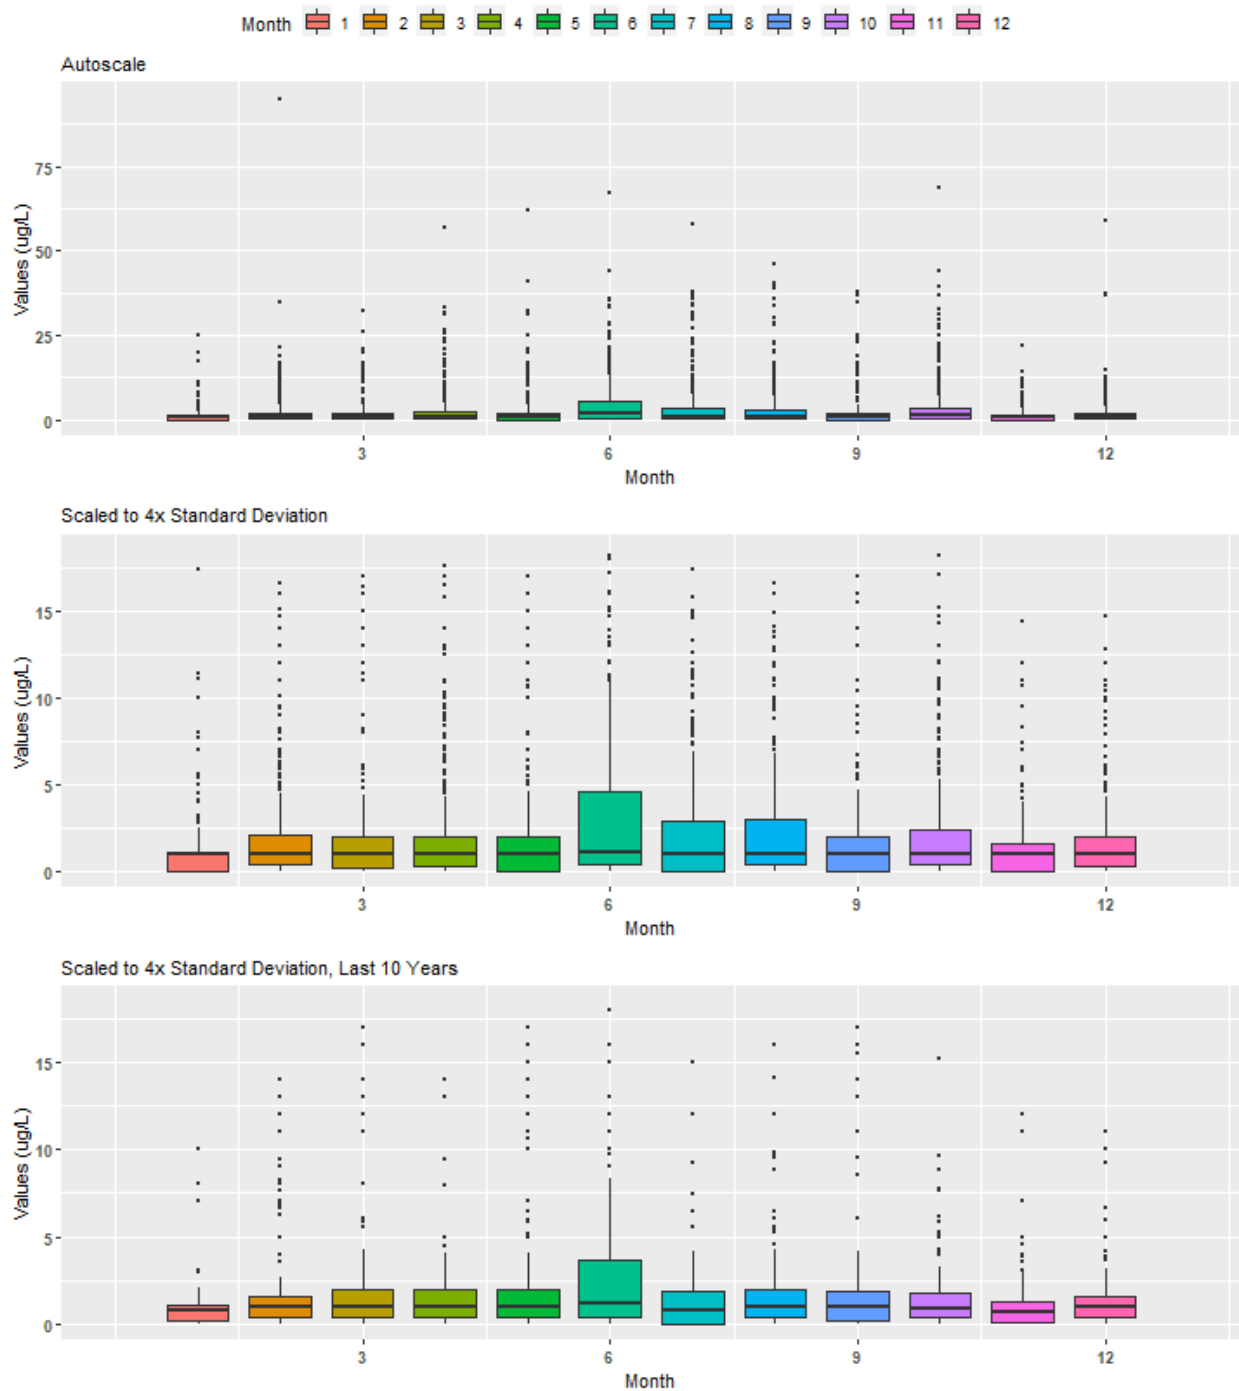 Month 1 2 3 4 5 6 7 8 9 10 11 12
Autoscale
Values (ug/L)
75
50
25
0
3 6 9 12
Month
Scaled to 4x Standard Deviation
Values (ug/L)
15
10
5
0
3 6 9 12
Month
Scaled to 4x Standard Deviation, Last 10 Years
Values (ug/L)
15
10
5
0
3 6 9 12
Month